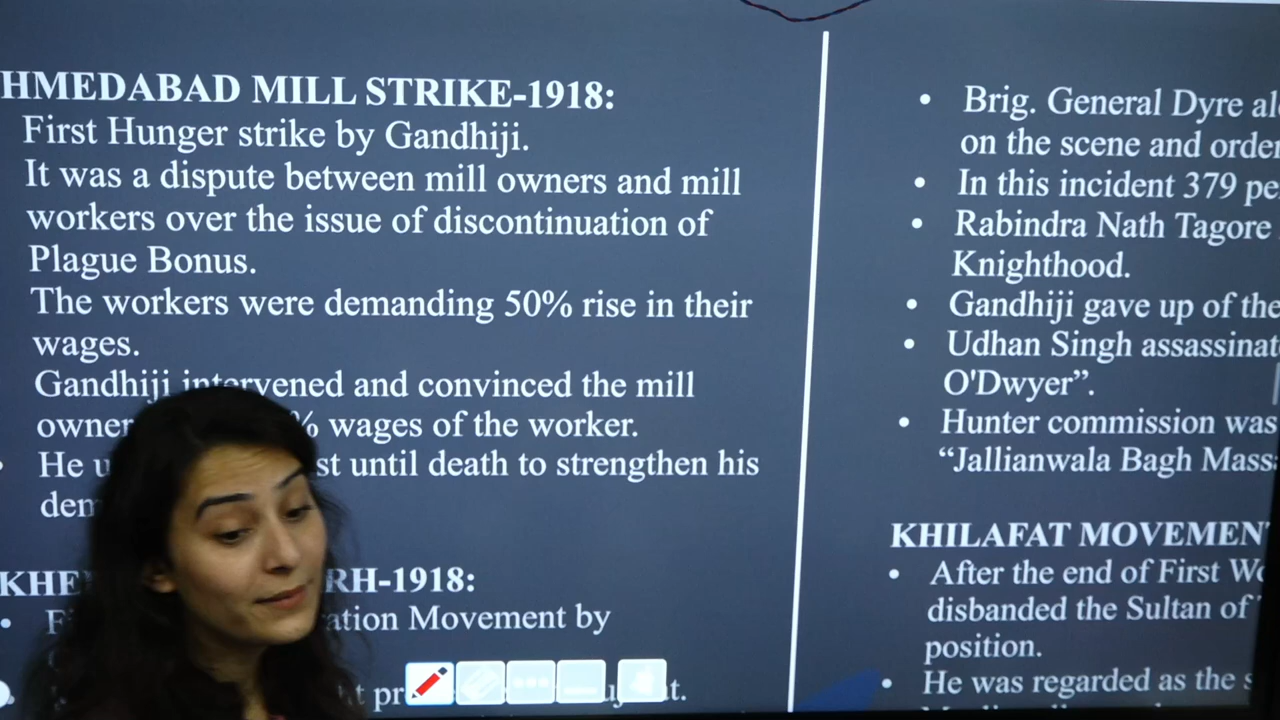 HMEDABAD MILL STRIKE-1918:
First Hunger strike by Gandhiji.
It was a dispute between mill owners and mill
workers over the issue of discontinuation of
Plague Bonus.
The workers were demanding 50% rise in their
wages.
Gandhiji intervened and convinced the mill
owner % wages of the worker.
He u st until death to strengthen his
dem
KHE RH-1918:
Fi ation Movement by
t pr
• Brig. General Dyre al
on the scene and order
• In this incident 379 pe
• Rabindra Nath Tagore
Knighthood.
• Gandhiji gave up of the
• Udhan Singh assassinat
O'Dwyer”.
• Hunter commission was
“Jallianwala Bagh Mass
KHILAFAT MOVEMENT
• After the end of First Wo
disbanded the Sultan of
position.
• He was regarded as the s